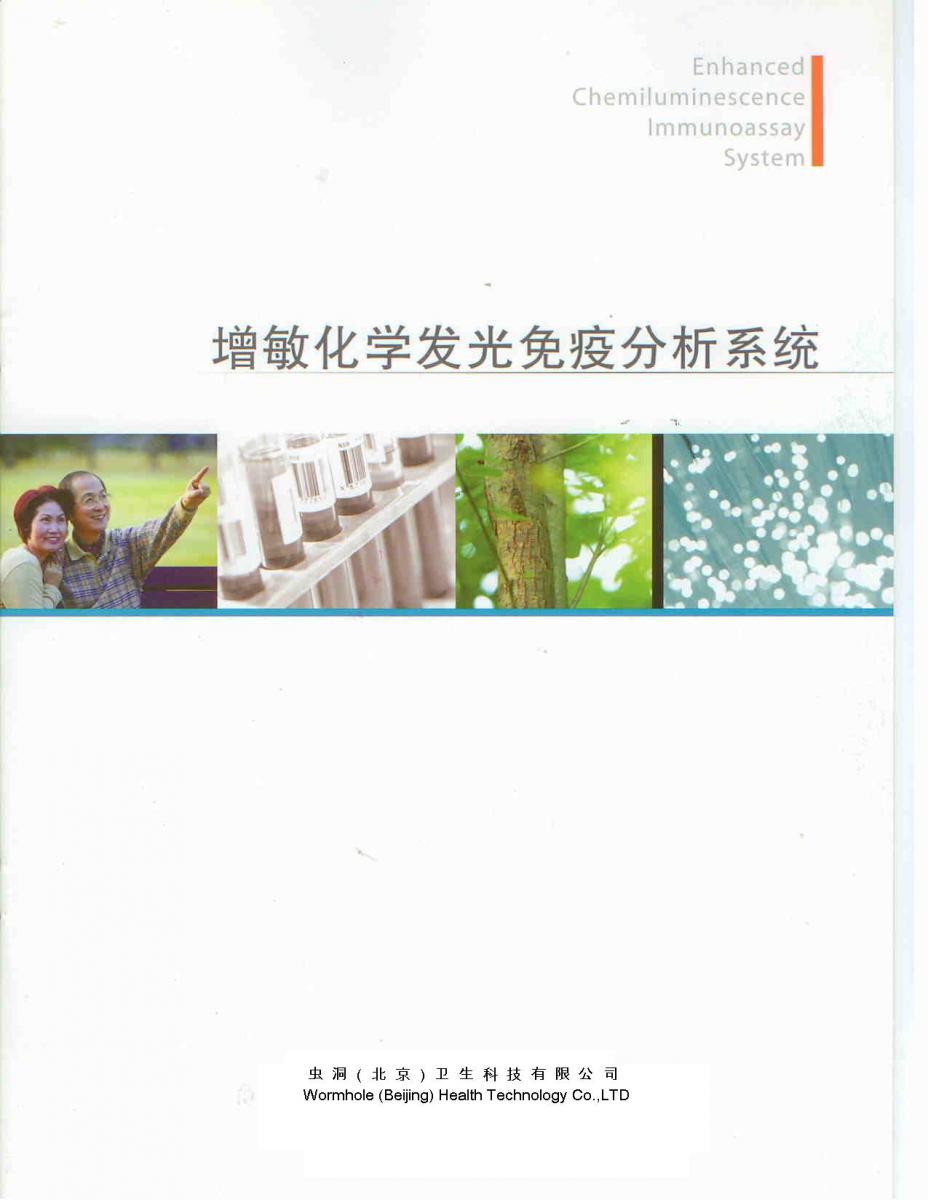 Enhanced
Chemiluminescence
Immunoassay
System
增敏化学发光免疫分析系统
虫洞(北京)卫生科技有限公司
Wormhole (Beijing) Health Technology Co.,LTD